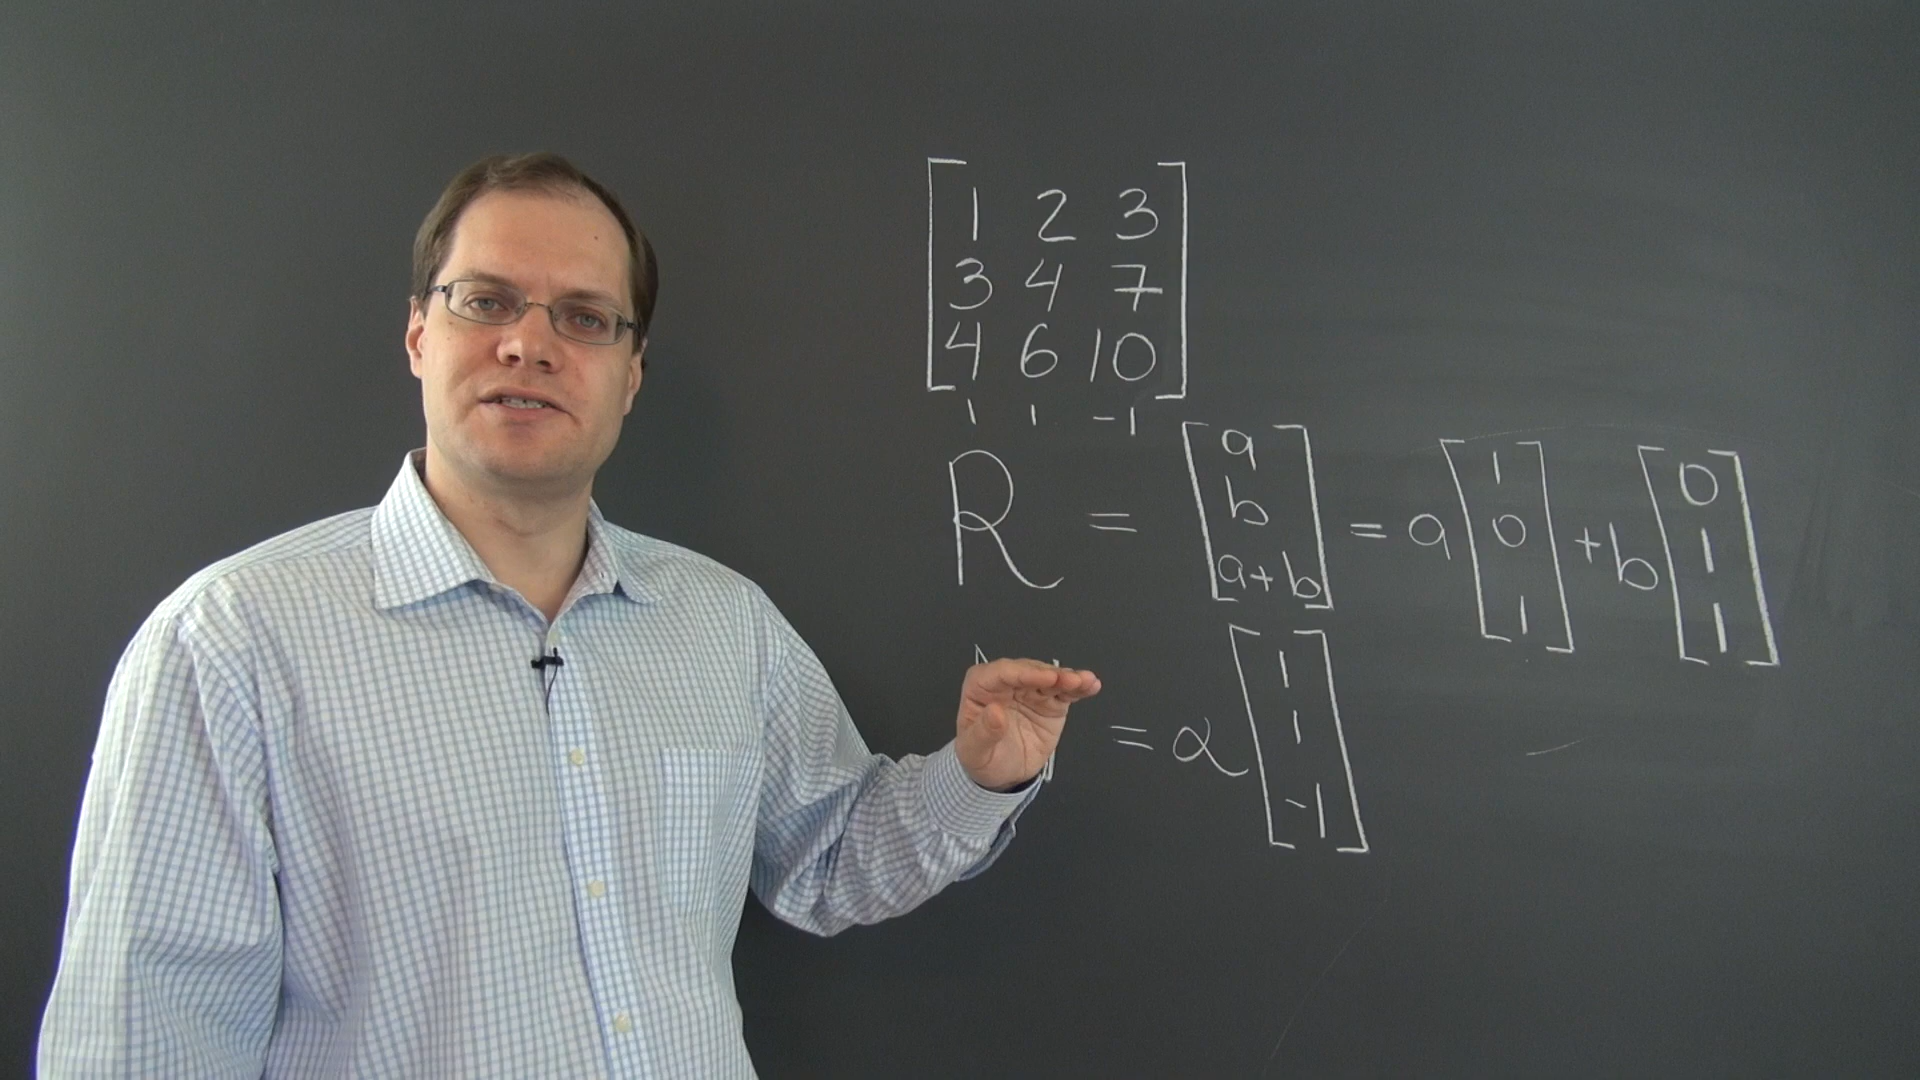 1 2 3
3 4 7
4 6 10
1 1 -1
R = [a b a+b] = a [1 0 1] + b [0 1 1]
= α [1 1 -1]